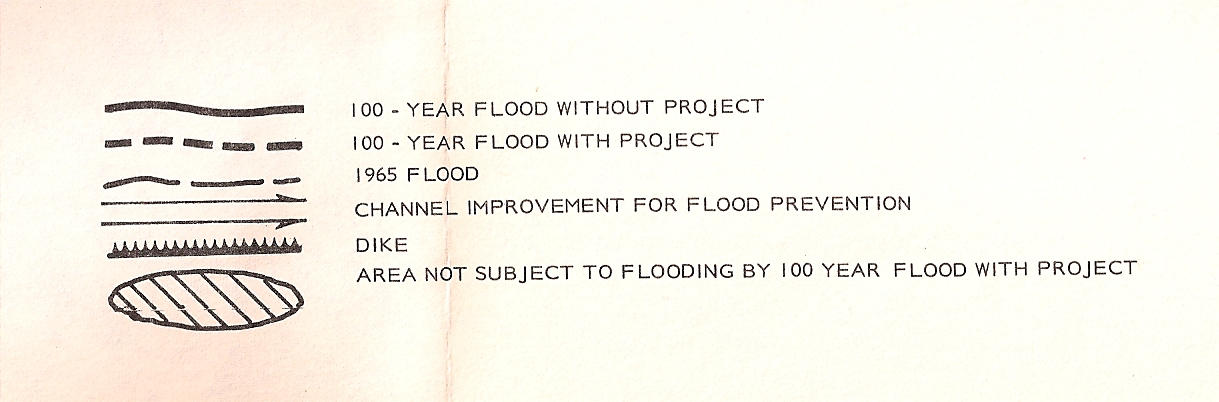 100 - YEAR FLOOD WITHOUT PROJECT
100 - YEAR FLOOD WITH PROJECT
1965 FLOOD
CHANNEL IMPROVEMENT FOR FLOOD PREVENTION
DIKE
AREA NOT SUBJECT TO FLOODING BY 100 YEAR FLOOD WITH PROJECT